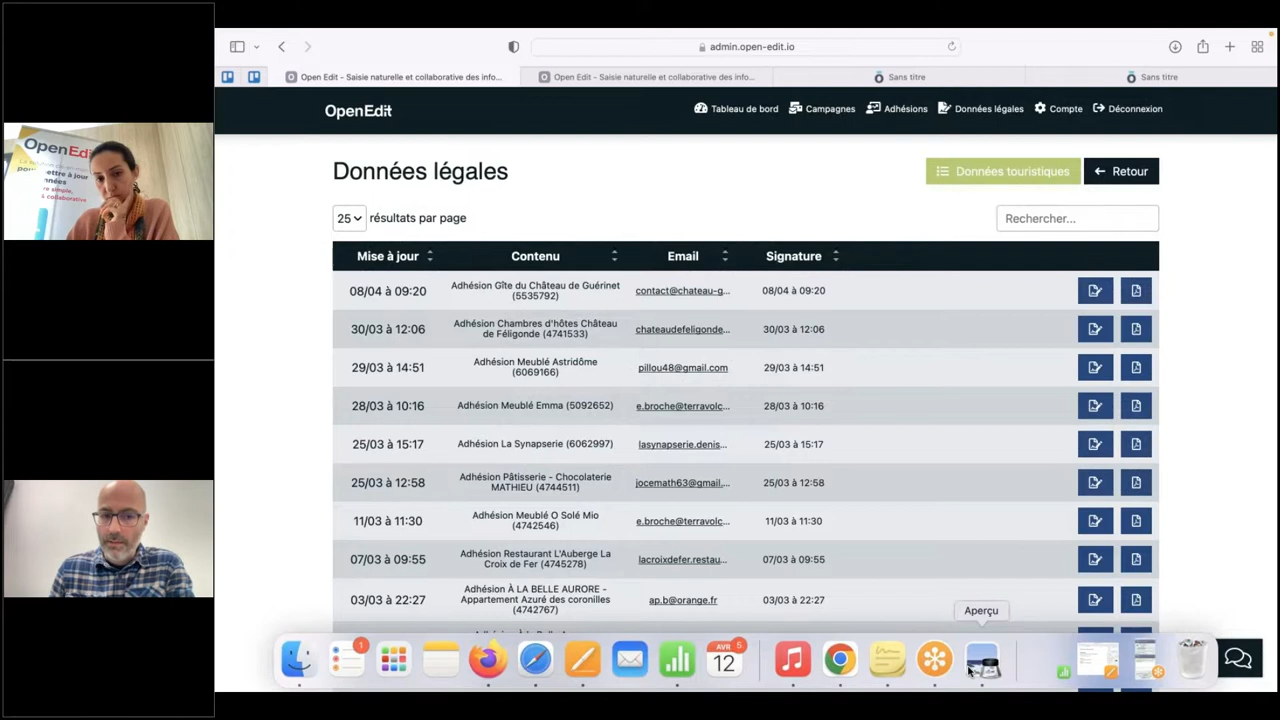 admin.open-edit.io
Open Edit - Saisie naturelle et collaborative des info...
Open Edit - Saisie naturelle et collaborative des info...
Sans titre
Sans titre
OpenEdit
Tableau de bord
Campagnes
Adhésions
Données légales
Compte
Déconnexion
Données légales
Données touristiques
Retour
25
résultats par page
Rechercher...
Mise à jour Contenu Email Signature
08/04 à 09:20 Adhésion Gîte du Château de Guérinet contact@chateau-g... 08/04 à 09:20
(5535792)
30/03 à 12:06 Adhésion Chambres d'hôtes Château chateaudefeligonde... 30/03 à 12:06
de Féligonde (4741533)
29/03 à 14:51 Adhésion Meublé Astridôme pillou48@gmail.com 29/03 à 14:51
(6069166)
28/03 à 10:16 Adhésion Meublé Emma (5092652) e.broche@terravolc... 28/03 à 10:16
25/03 à 15:17 Adhésion La Synapserie (6062997) lasynapserie.denis... 25/03 à 15:17
25/03 à 12:58 Adhésion Pâtisserie - Chocolaterie jocemath63@gmail.... 25/03 à 12:58
MATHIEU (4744511)
11/03 à 11:30 Adhésion Meublé O Solé Mio e.broche@terravolc... 11/03 à 11:30
(4742546)
07/03 à 09:55 Adhésion Restaurant L'Auberge La lacroixdefer.restau... 07/03 à 09:55
Croix de Fer (4745278)
03/03 à 22:27 Adhésion À LA BELLE AURORE - ap.b@orange.fr 03/03 à 22:27
Appartement Azuré des coronilles
(4742767)
Aperçu
1
AVR
5
12
OpenEdi